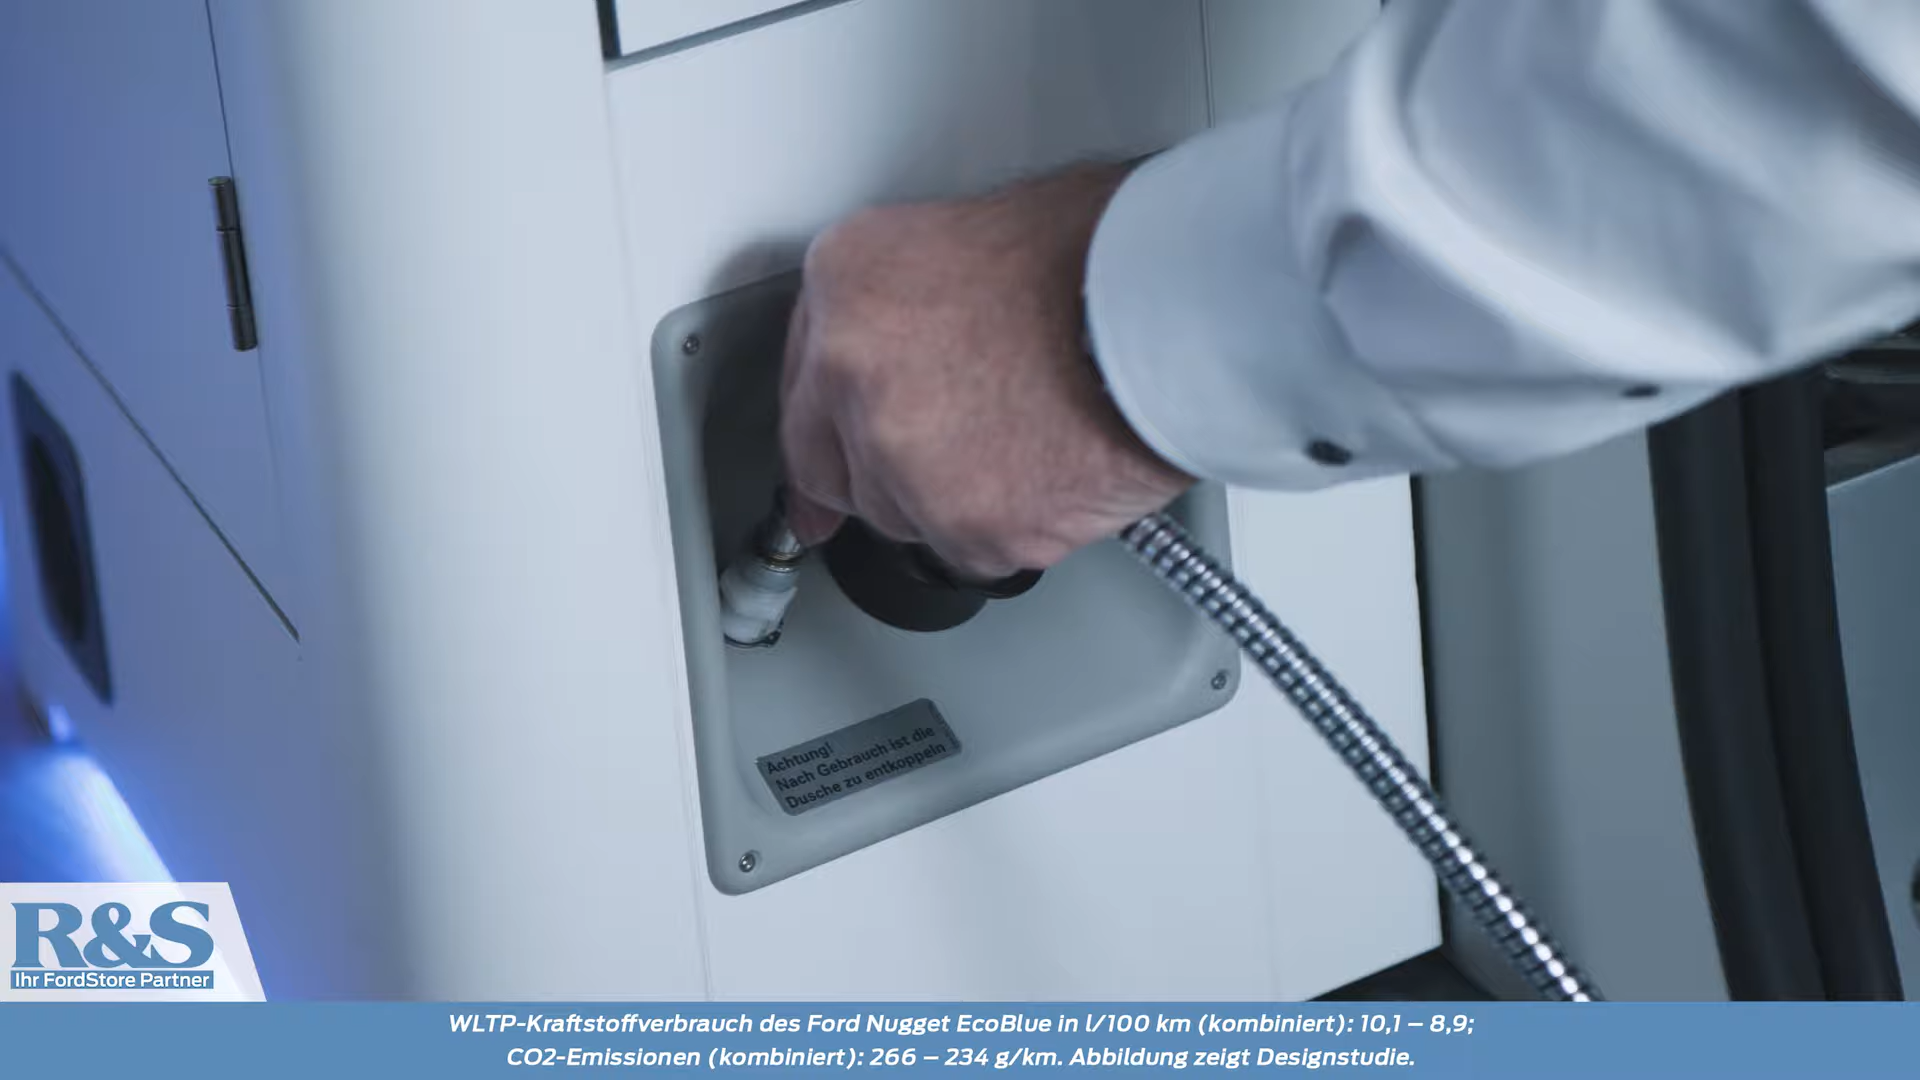 Achtung!
Nach Gebrauch ist die
Dusche zu entkoppeln
R&S
Ihr FordStore Partner
WLTP-Kraftstoffverbrauch des Ford Nugget EcoBlue in l/100 km (kombiniert): 10,1 – 8,9;
CO2-Emissionen (kombiniert): 266 – 234 g/km. Abbildung zeigt Designstudie.